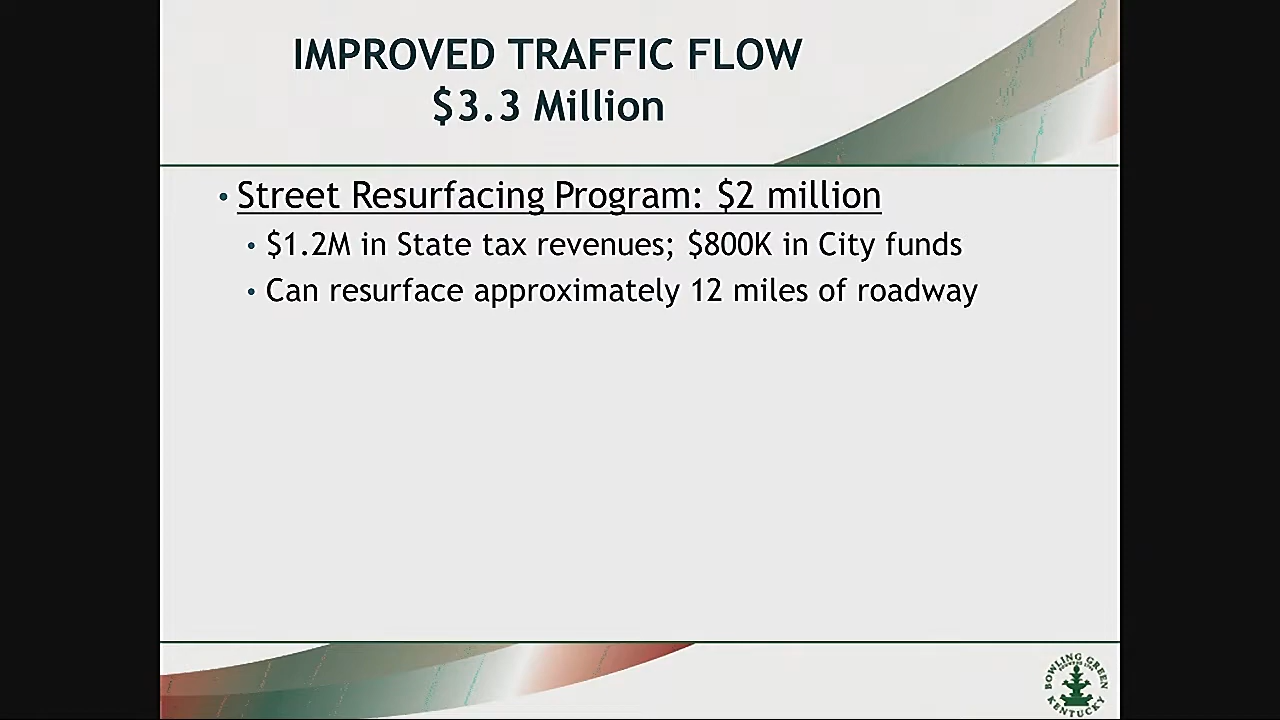 IMPROVED TRAFFIC FLOW
$3.3 Million
• Street Resurfacing Program: $2 million
• $1.2M in State tax revenues; $800K in City funds
• Can resurface approximately 12 miles of roadway
BOWLING GREEN
KENTUCKY